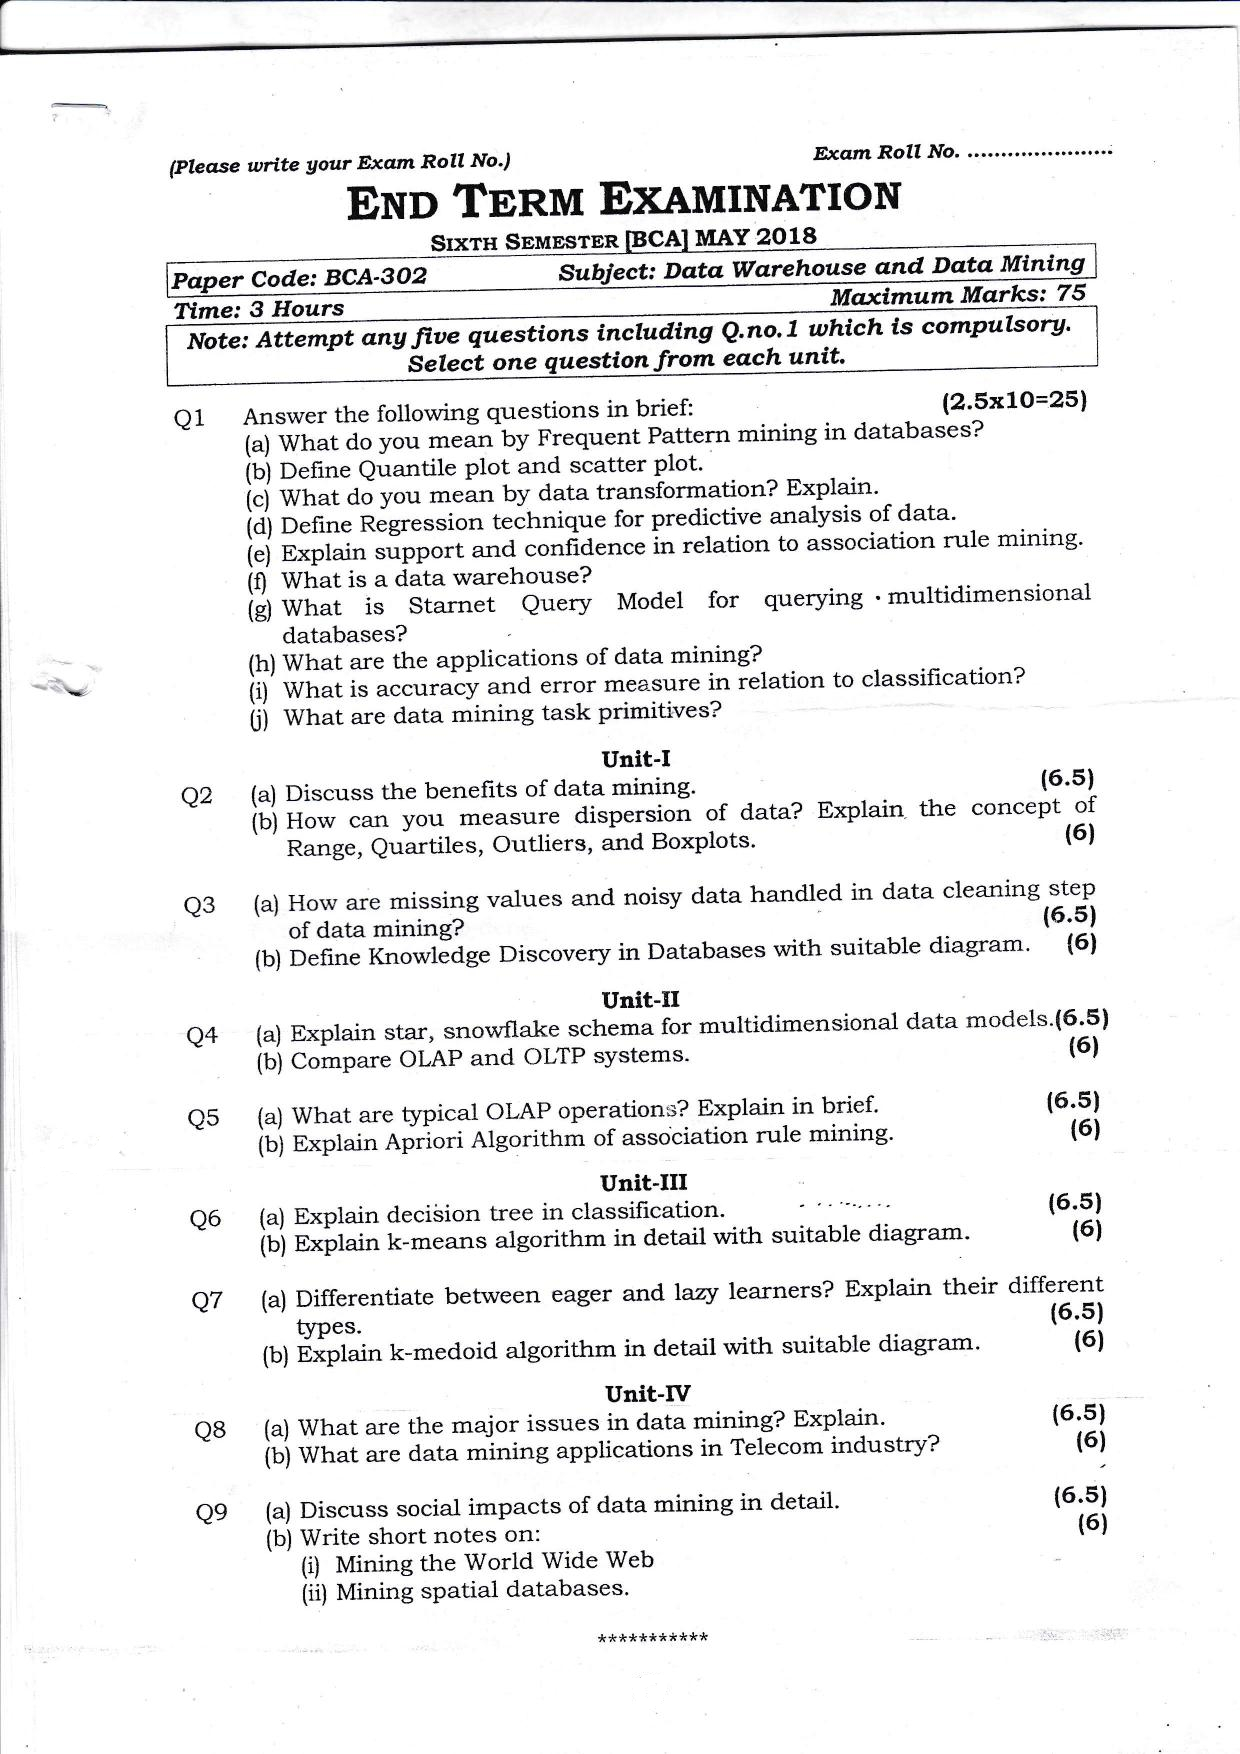 (Please write your Exam Roll No.) Exam Roll No. ......................
END TERM EXAMINATION
SIXTH SEMESTER [BCA] MAY 2018
Paper Code: BCA-302 Subject: Data Warehouse and Data Mining
Time: 3 Hours Maximum Marks: 75
Note: Attempt any five questions including Q.no.1 which is compulsory.
Select one question from each unit.
Q1 Answer the following questions in brief: (2.5x10=25)
(a) What do you mean by Frequent Pattern mining in databases?
(b) Define Quantile plot and scatter plot.
(c) What do you mean by data transformation? Explain.
(d) Define Regression technique for predictive analysis of data.
(e) Explain support and confidence in relation to association rule mining.
(f) What is a data warehouse?
(g) What is Starnet Query Model for querying multidimensional
databases?
(h) What are the applications of data mining?
(i) What is accuracy and error measure in relation to classification?
(j) What are data mining task primitives?
Unit-I
Q2 (a) Discuss the benefits of data mining. (6.5)
(b) How can you measure dispersion of data? Explain the concept of
Range, Quartiles, Outliers, and Boxplots. (6)
Q3 (a) How are missing values and noisy data handled in data cleaning step
of data mining? (6.5)
(b) Define Knowledge Discovery in Databases with suitable diagram. (6)
Unit-II
Q4 (a) Explain star, snowflake schema for multidimensional data models.(6.5)
(b) Compare OLAP and OLTP systems. (6)
Q5 (a) What are typical OLAP operations? Explain in brief. (6.5)
(b) Explain Apriori Algorithm of association rule mining. (6)
Unit-III
Q6 (a) Explain decision tree in classification. (6.5)
(b) Explain k-means algorithm in detail with suitable diagram. (6)
Q7 (a) Differentiate between eager and lazy learners? Explain their different
types. (6.5)
(b) Explain k-medoid algorithm in detail with suitable diagram. (6)
Unit-IV
Q8 (a) What are the major issues in data mining? Explain. (6.5)
(b) What are data mining applications in Telecom industry? (6)
Q9 (a) Discuss social impacts of data mining in detail. (6.5)
(b) Write short notes on: (6)
(i) Mining the World Wide Web
(ii) Mining spatial databases.
***********